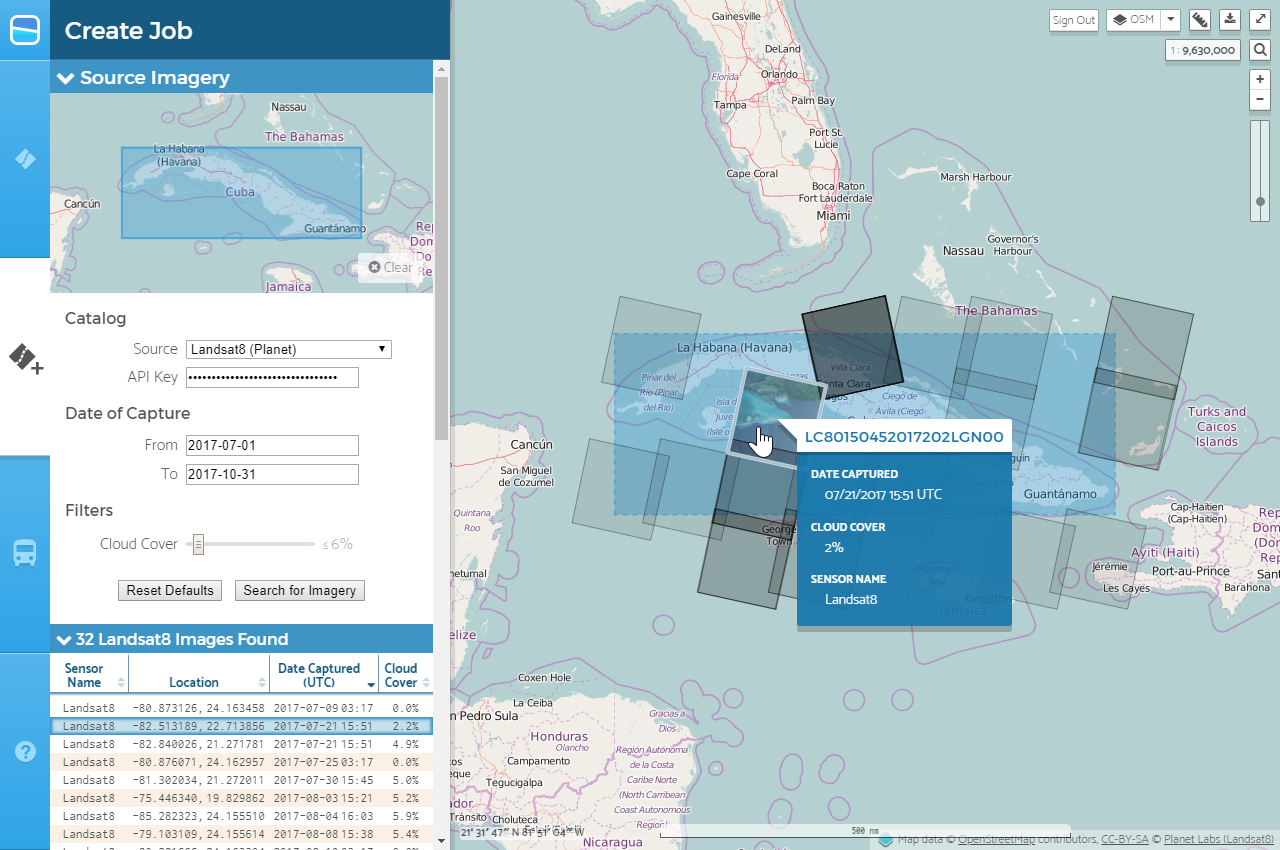 Create Job
Source Imagery
Nassau
The Bahamas
La Habana
(Havana)
Cuba
Cancún
Guantánamo
Jamaica
Clear
Catalog
Source Landsat8 (Planet)
API Key ••••••••••••••••••••••••••••••••
Date of Capture
From 2017-07-01
To 2017-10-31
Filters
Cloud Cover ≤ 6%
Reset Defaults Search for Imagery
32 Landsat8 Images Found
Sensor Name Location Date Captured (UTC) Cloud Cover
Landsat8 -80.873126, 24.163458 2017-07-09 03:17 0.0%
Landsat8 -82.513189, 22.713856 2017-07-21 15:51 2.2%
Landsat8 -82.840026, 21.271781 2017-07-21 15:51 4.9%
Landsat8 -80.876071, 24.162957 2017-07-25 03:17 0.0%
Landsat8 -81.302034, 21.272011 2017-07-30 15:45 5.0%
Landsat8 -75.446340, 19.829862 2017-08-03 15:21 5.2%
Landsat8 -85.282323, 24.155510 2017-08-04 16:03 5.9%
Landsat8 -79.103109, 24.155614 2017-08-08 15:38 5.4%
Sign Out OSM
1 : 9,630,000
+
−
Gainesville
DeLand
Florida
Orlando
Tampa
Palm Bay
Port St.
Lucie
Cape Coral
Boca Raton
Fort Lauderdale
Miami
Marsh Harbour
Nassau
Governor's
Harbour
The Bahamas
La Habana (Havana)
Pinar del
Río (Pinar
del Río)
Villa Clara
Ciego de
Ávila (Ciego
LC80150452017202LGN00
DATE CAPTURED
07/21/2017 15:51 UTC
CLOUD COVER
2%
SENSOR NAME
Landsat8
Guantánamo
Turks and
Caicos
Islands
Cancún
San Miguel
de Cozumel
Quintana
Roo
George
Town
Cap-Haïtien
(Cap-Haïtien)
Ayiti (Haiti)
Jérémie
Port-au-Prince
Les Cayes
Barahona
Kingston
Jamaica
Coxen Hole
La Ceiba
San Pedro Sula
Gracias a
Dios
Honduras
Olancho
Campamento
Tegucigalpa
Región Autónoma
de la Costa
Caribe Norte
(North Caribbean
Coast Autonomous
Region)
Choluteca
Nicaragua
21° 31′ 47″ N 81° 51′ 04″ W
500 nm
Map data © OpenStreetMap contributors, CC-BY-SA © Planet Labs (Landsat8)